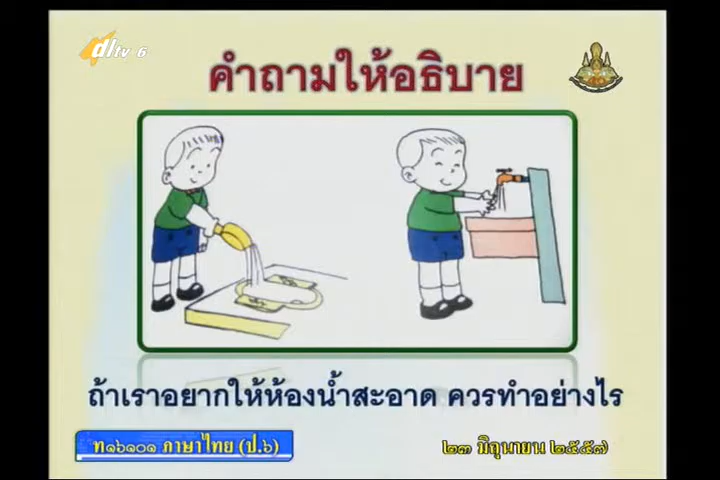 dltv 6
คำถามให้อธิบาย
ถ้าเราอยากให้ห้องน้ำสะอาด ควรทำอย่างไร
ท๑๖๑๐๑ ภาษาไทย (ป.๖)
๒๓ มิถุนายน ๒๕๕๗